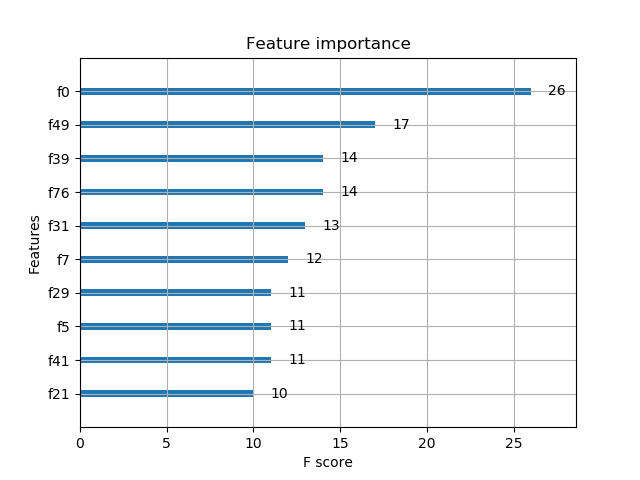 Feature importance
Features
f0 26
f49 17
f39 14
f76 14
f31 13
f7 12
f29 11
f5 11
f41 11
f21 10
0 5 10 15 20 25
F score